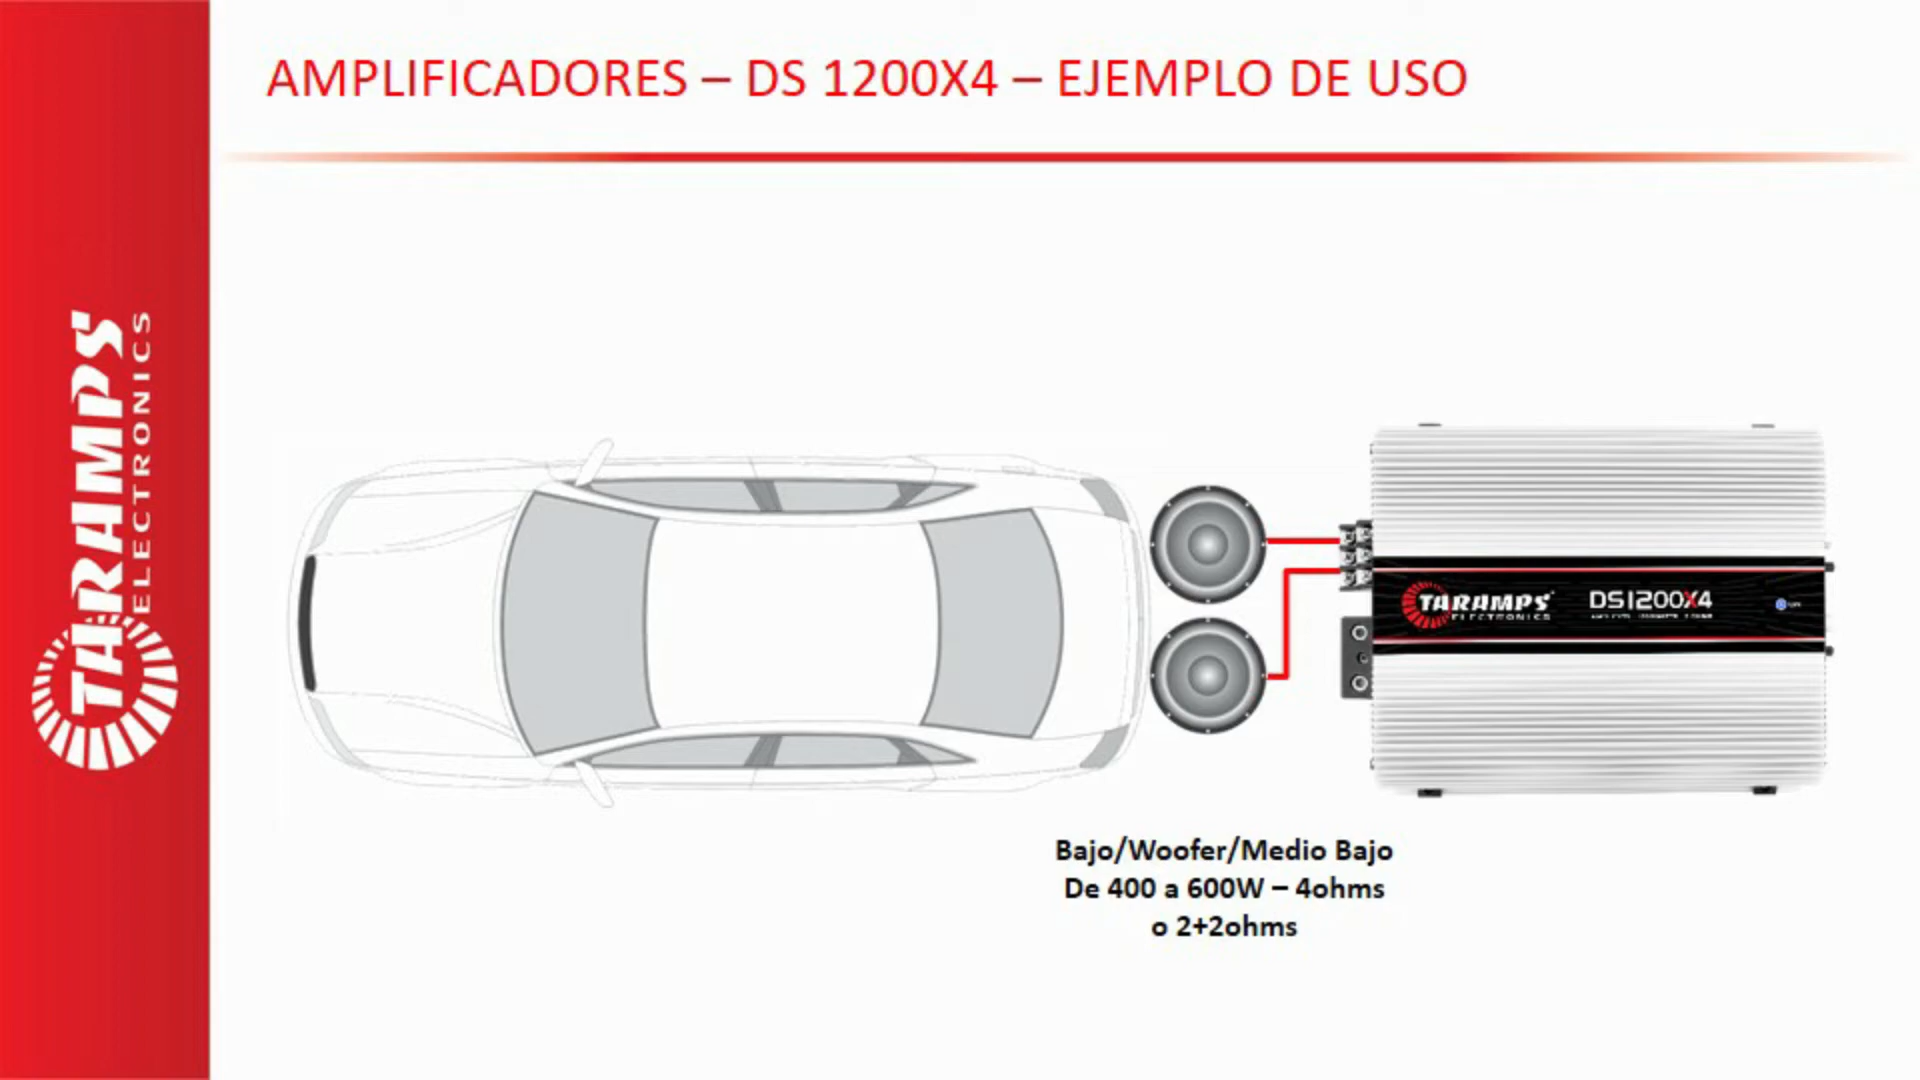 AMPLIFICADORES – DS 1200X4 – EJEMPLO DE USO
TARAMPS
ELECTRONICS
TARAMPS
ELECTRONICS
DS1200X4
Bajo/Woofer/Medio Bajo
De 400 a 600W – 4ohms
o 2+2ohms